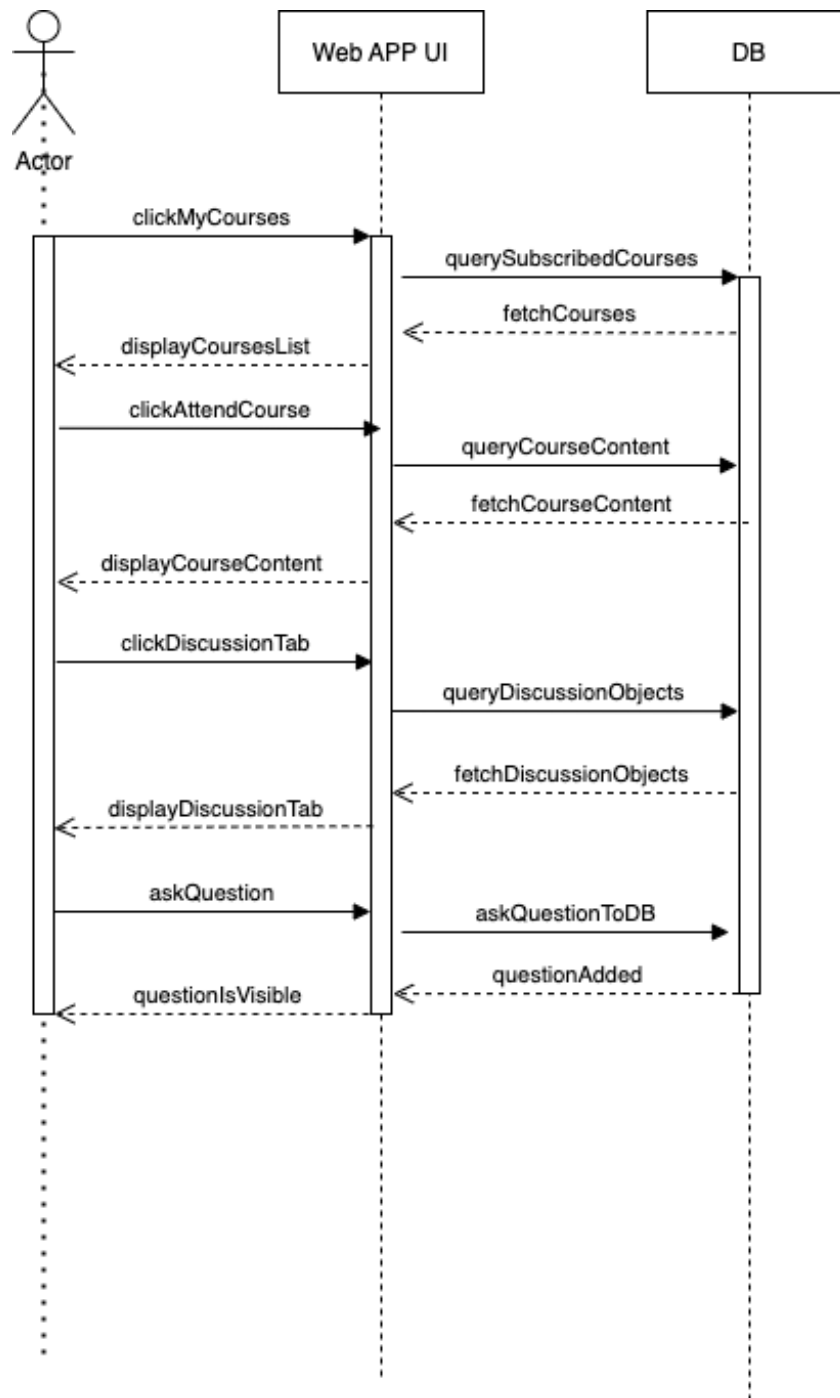 Web APP UI
DB
Actor
clickMyCourses
querySubscribedCourses
fetchCourses
displayCoursesList
clickAttendCourse
queryCourseContent
fetchCourseContent
displayCourseContent
clickDiscussionTab
queryDiscussionObjects
fetchDiscussionObjects
displayDiscussionTab
askQuestion
askQuestionToDB
questionAdded
questionIsVisible